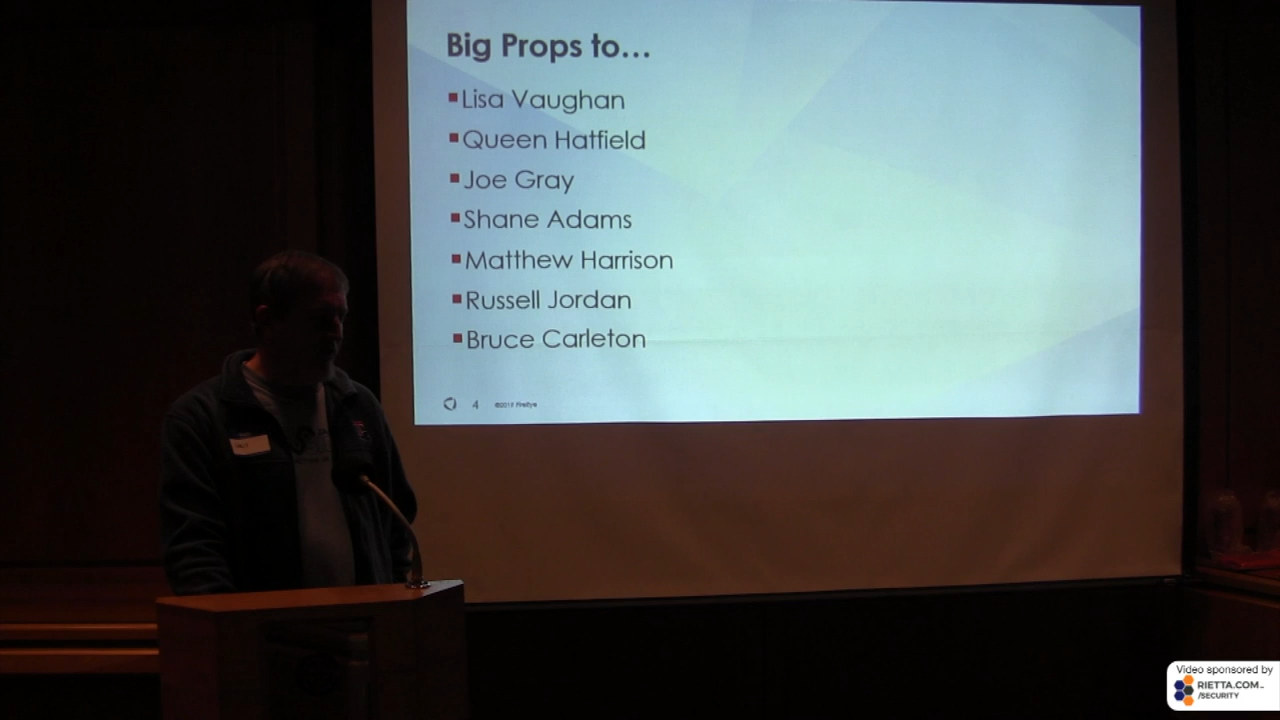 Big Props to...
Lisa Vaughan
Queen Hatfield
Joe Gray
Shane Adams
Matthew Harrison
Russell Jordan
Bruce Carleton
4
Video sponsored by
RIETTA.COM
/SECURITY